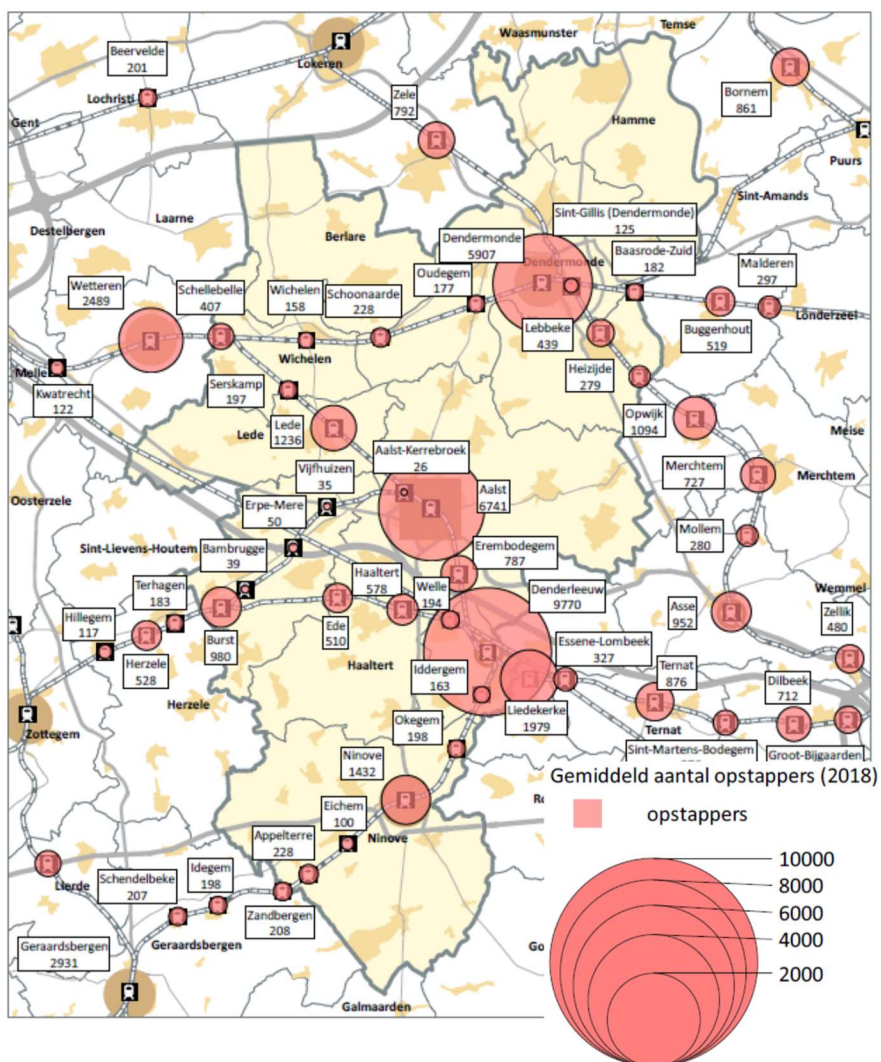 Temse
Waasmunster
Beervelde
201
Lokeren
Zele
792
Bornem
861
Lochristi
Gent
Hamme
Puurs
Sint-Amands
Sint-Gillis (Dendermonde)
125
Laarne
Destelbergen
Berlare
Dendermonde
5907
Dendermonde
Baasrode-Zuid
182
Malderen
297
Wetteren
2489
Schellebelle
407
Wichelen
158
Schoonaarde
228
Oudegem
177
Lebbeke
439
Buggenhout
519
Londerzeel
Wichelen
Heizijde
279
Melle
Kwatrecht
122
Serskamp
197
Lede
Lede
1236
Opwijk
1094
Meise
Aalst-Kerrebroek
26
Vijfhuizen
35
Aalst
6741
Merchtem
727
Merchtem
Oosterzele
Erpe-Mere
50
Sint-Lievens-Houtem
Bambrugge
39
Mollem
280
Erembodegem
787
Haaltert
578
Welle
194
Denderleeuw
9770
Terhagen
183
Wemmel
Zellik
480
Hillegem
117
Asse
952
Herzele
528
Burst
980
Ede
510
Essene-Lombeek
327
Haaltert
Iddergem
163
Ternat
876
Dilbeek
712
Herzele
Liedekerke
1979
Okegem
198
Ternat
Zottegem
Sint-Martens-Bodegem
Groot-Bijgaarden
Ninove
1432
Eichem
100
Ninove
Appelterre
228
Lierde
Schendelbeke
207
Idegem
198
Zandbergen
208
Geraardsbergen
2931
Geraardsbergen
Galmaarden
Gemiddeld aantal opstappers (2018)
opstappers
10000
8000
6000
4000
2000